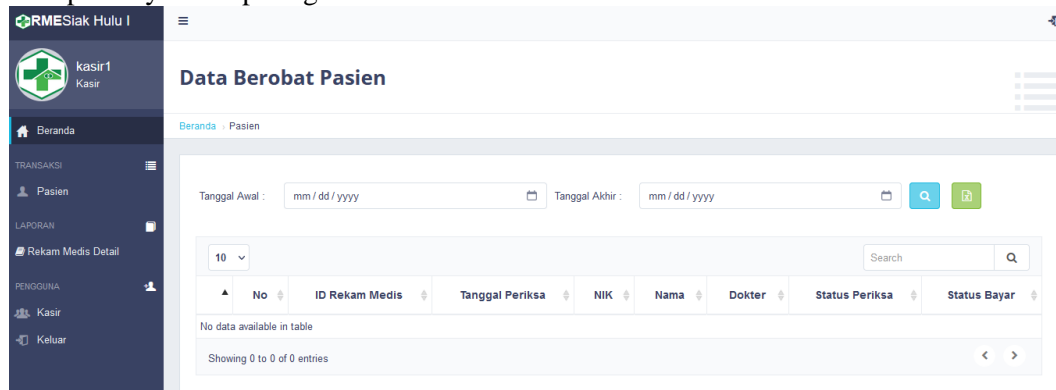 RMESiak Hulu I
kasir1
Kasir
Beranda
TRANSAKSI
Pasien
LAPORAN
Rekam Medis Detail
PENGGUNA
Kasir
Keluar
Data Berobat Pasien
Beranda > Pasien
Tanggal Awal : mm / dd / yyyy Tanggal Akhir : mm / dd / yyyy
10 Search
No ID Rekam Medis Tanggal Periksa NIK Nama Dokter Status Periksa Status Bayar
No data available in table
Showing 0 to 0 of 0 entries